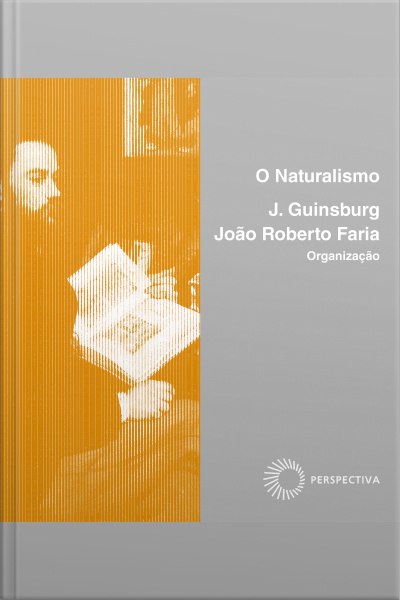 O Naturalismo
J. Guinsburg
João Roberto Faria
Organização
PERSPECTIVA